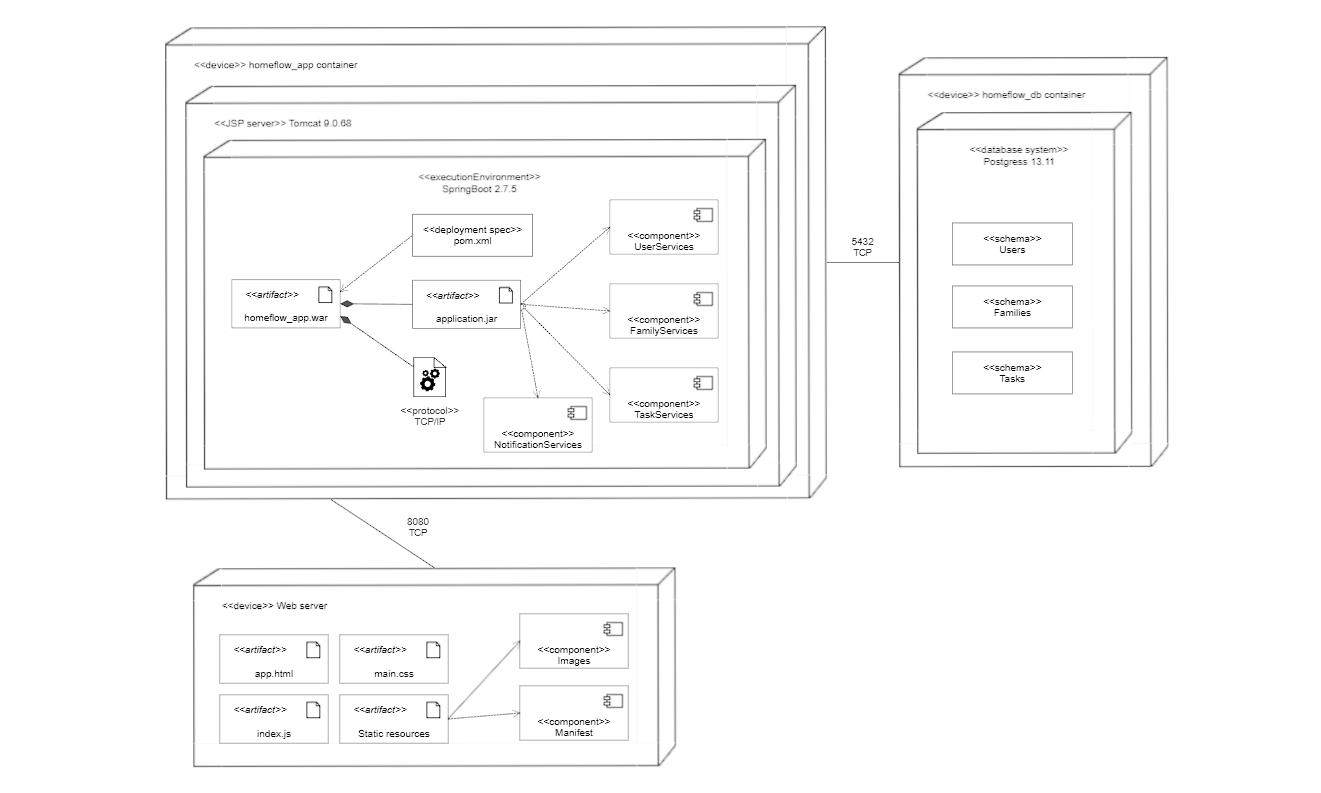 <<device>> homeflow_app container
<<JSP server>> Tomcat 9.0.68
<<executionEnvironment>>
SpringBoot 2.7.5
<<deployment spec>>
pom.xml
<<component>>
UserServices
<<artifact>>
homeflow_app.war
<<artifact>>
application.jar
<<component>>
FamilyServices
<<protocol>>
TCP/IP
<<component>>
TaskServices
<<component>>
NotificationServices
5432
TCP
<<device>> homeflow_db container
<<database system>>
Postgress 13.11
<<schema>>
Users
<<schema>>
Families
<<schema>>
Tasks
8080
TCP
<<device>> Web server
<<artifact>>
app.html
<<artifact>>
main.css
<<component>>
Images
<<artifact>>
index.js
<<artifact>>
Static resources
<<component>>
Manifest